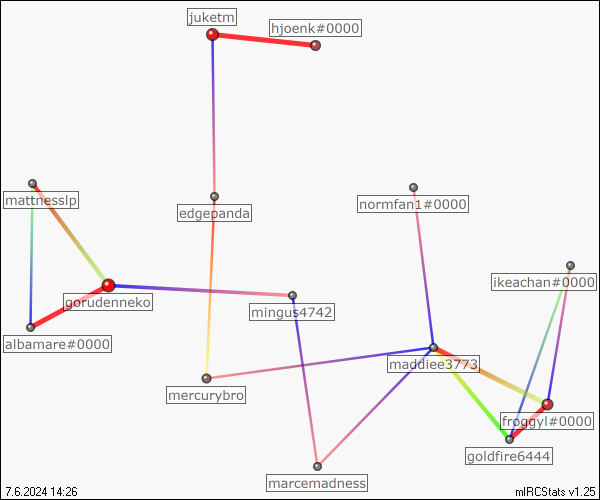 juketm
hjoenk#0000
mattnesslp
normfan1#0000
edgepanda
ikeachan#0000
gorudenneko
mingus4742
albamare#0000
maddiee3773
mercurybro
froggyl#0000
goldfire6444
marcemadness
7.6.2024 14:26
mIRCStats v1.25